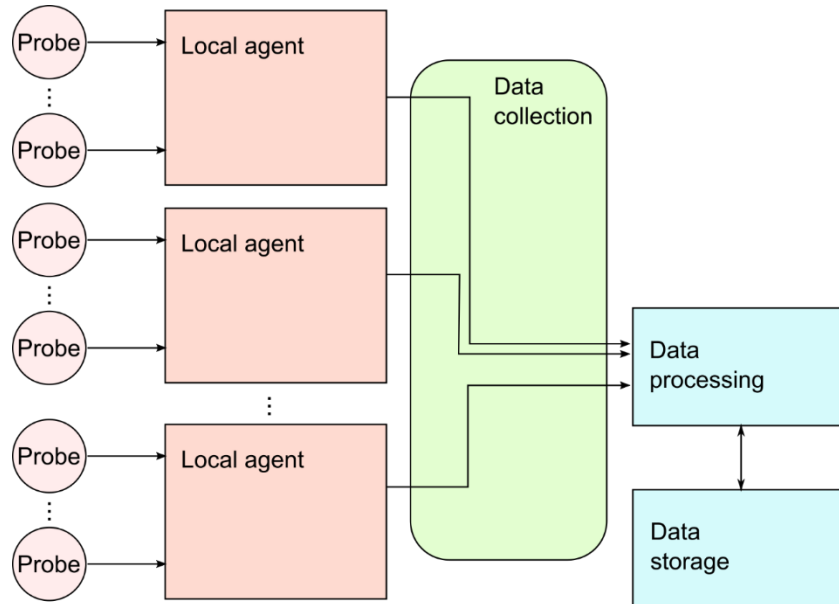 Probe
Local agent
Probe
Data
collection
Probe
Local agent
Probe
Data
processing
Probe
Local agent
Probe
Data
storage